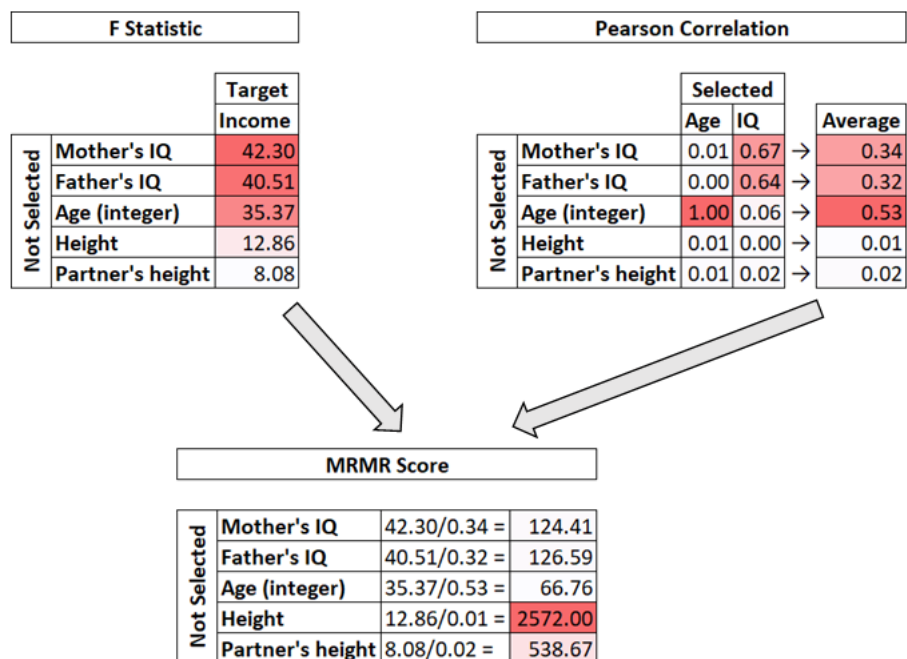 F Statistic
Pearson Correlation
Target
Income
Not Selected
Mother's IQ 42.30
Father's IQ 40.51
Age (integer) 35.37
Height 12.86
Partner's height 8.08
Selected
Age IQ Average
Not Selected
Mother's IQ 0.01 0.67 → 0.34
Father's IQ 0.00 0.64 → 0.32
Age (integer) 1.00 0.06 → 0.53
Height 0.01 0.00 → 0.01
Partner's height 0.01 0.02 → 0.02
MRMR Score
Not Selected
Mother's IQ 42.30/0.34 = 124.41
Father's IQ 40.51/0.32 = 126.59
Age (integer) 35.37/0.53 = 66.76
Height 12.86/0.01 = 2572.00
Partner's height 8.08/0.02 = 538.67